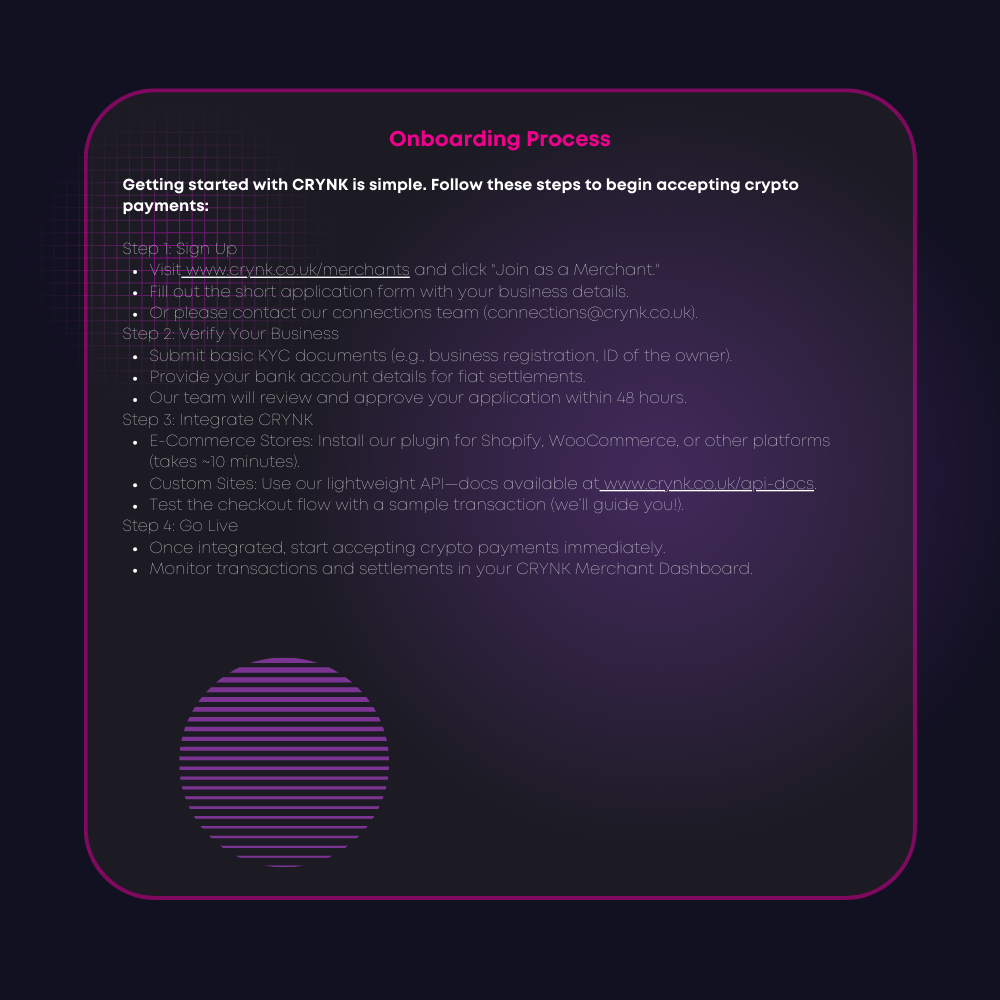 Onboarding Process
Getting started with CRYNK is simple. Follow these steps to begin accepting crypto
payments:
Step 1: Sign Up
• Visit www.crynk.co.uk/merchants and click "Join as a Merchant."
• Fill out the short application form with your business details.
• Or please contact our connections team (connections@crynk.co.uk).
Step 2: Verify Your Business
• Submit basic KYC documents (e.g., business registration, ID of the owner).
• Provide your bank account details for fiat settlements.
• Our team will review and approve your application within 48 hours.
Step 3: Integrate CRYNK
• E-Commerce Stores: Install our plugin for Shopify, WooCommerce, or other platforms
(takes ~10 minutes).
• Custom Sites: Use our lightweight API—docs available at www.crynk.co.uk/api-docs.
• Test the checkout flow with a sample transaction (we’ll guide you!).
Step 4: Go Live
• Once integrated, start accepting crypto payments immediately.
• Monitor transactions and settlements in your CRYNK Merchant Dashboard.